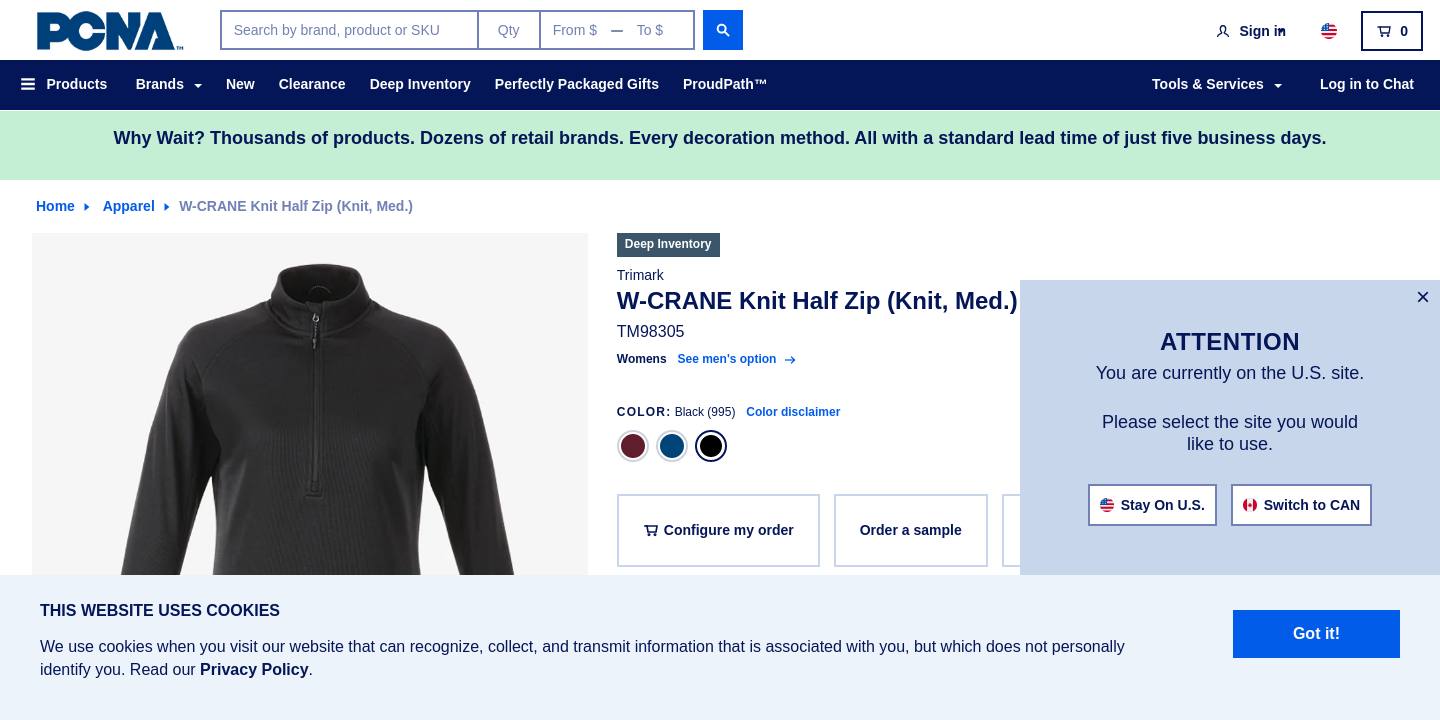 PCNA™
Search by brand, product or SKU
Qty
From $ — To $
Sign in
0
Products
Brands
New
Clearance
Deep Inventory
Perfectly Packaged Gifts
ProudPath™
Tools & Services
Log in to Chat
Why Wait? Thousands of products. Dozens of retail brands. Every decoration method. All with a standard lead time of just five business days.
Home Apparel W-CRANE Knit Half Zip (Knit, Med.)
Deep Inventory
Trimark
W-CRANE Knit Half Zip (Knit, Med.)
TM98305
Womens See men's option →
COLOR: Black (995) Color disclaimer
Configure my order
Order a sample
×
ATTENTION
You are currently on the U.S. site.
Please select the site you would
like to use.
Stay On U.S.
Switch to CAN
THIS WEBSITE USES COOKIES
We use cookies when you visit our website that can recognize, collect, and transmit information that is associated with you, but which does not personally
identify you. Read our Privacy Policy.
Got it!